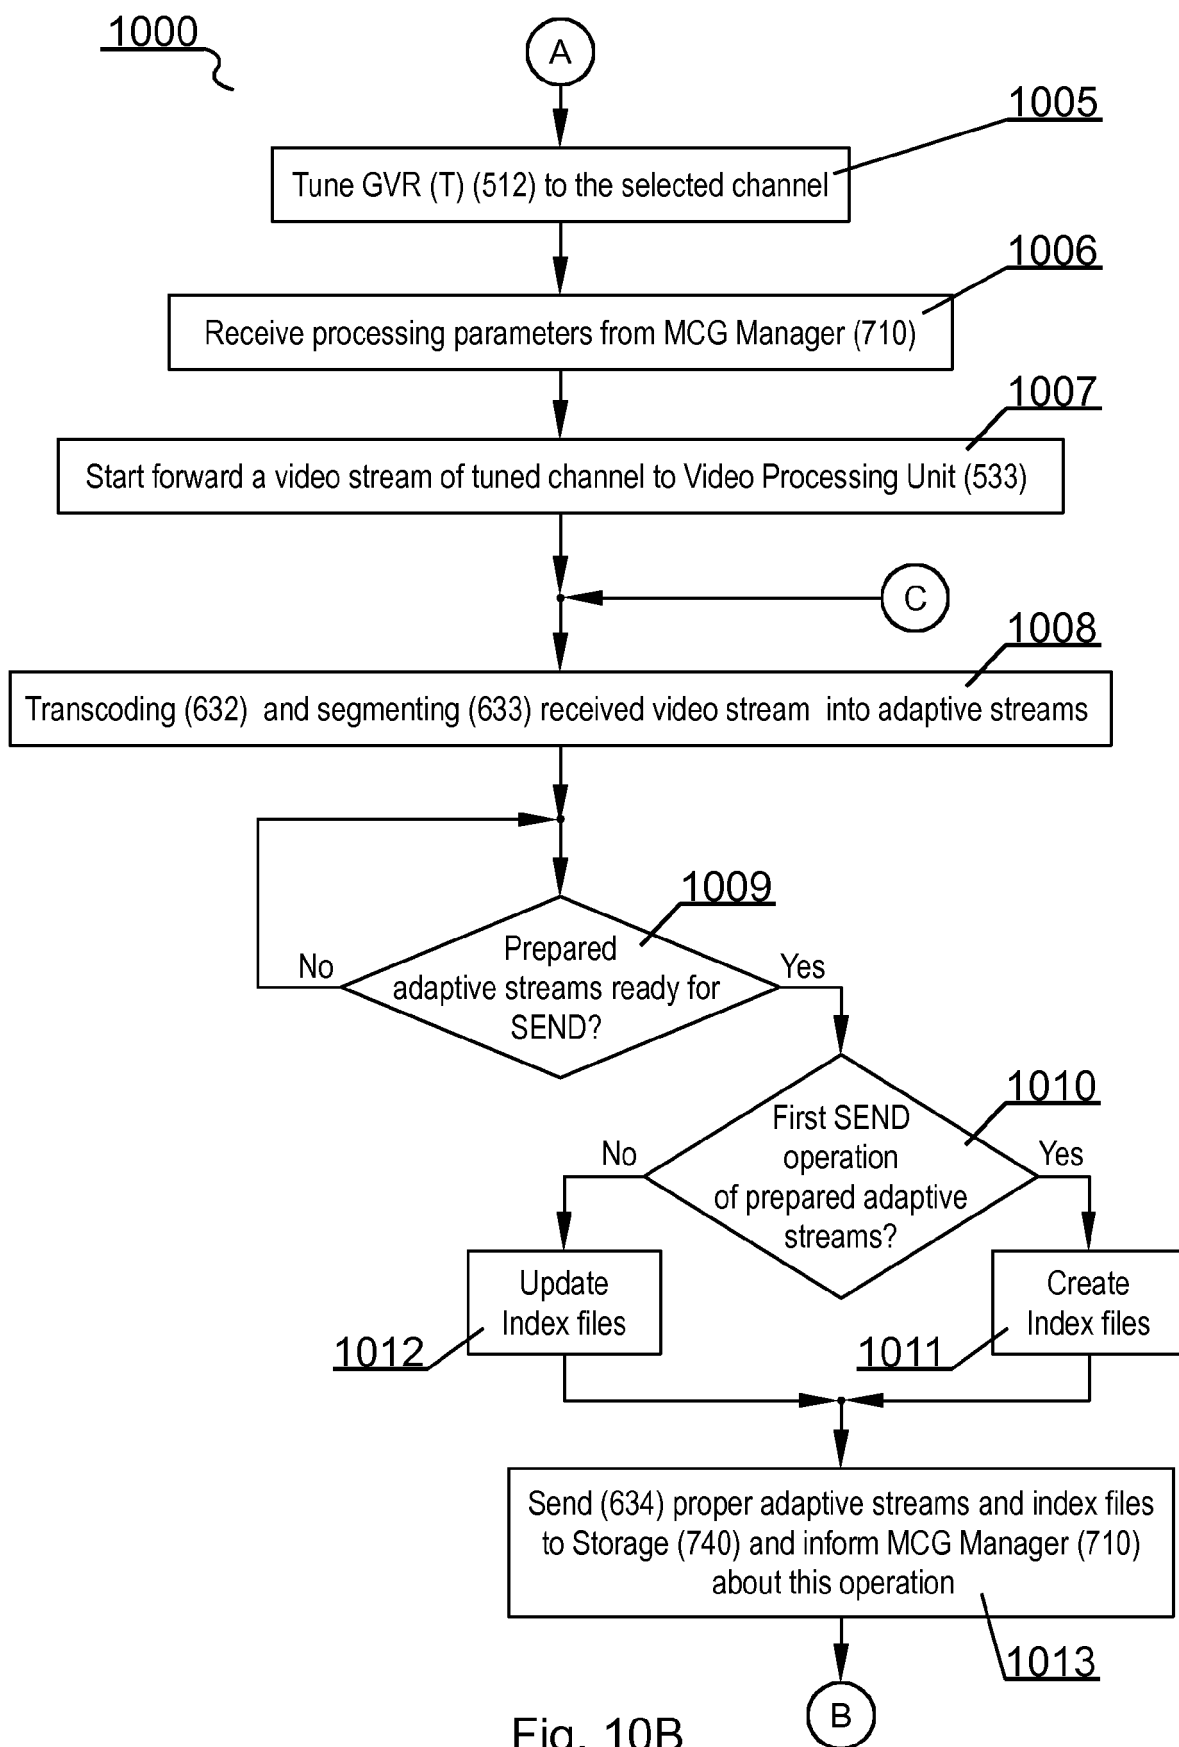 1000
A
1005
Tune GVR (T) (512) to the selected channel
1006
Receive processing parameters from MCG Manager (710)
1007
Start forward a video stream of tuned channel to Video Processing Unit (533)
C
1008
Transcoding (632) and segmenting (633) received video stream into adaptive streams
1009
Prepared
adaptive streams ready for
SEND?
No
Yes
1010
First SEND
operation
of prepared adaptive
streams?
No
Yes
Update
Index files
1012
Create
Index files
1011
Send (634) proper adaptive streams and index files
to Storage (740) and inform MCG Manager (710)
about this operation
1013
B
Fig. 10B